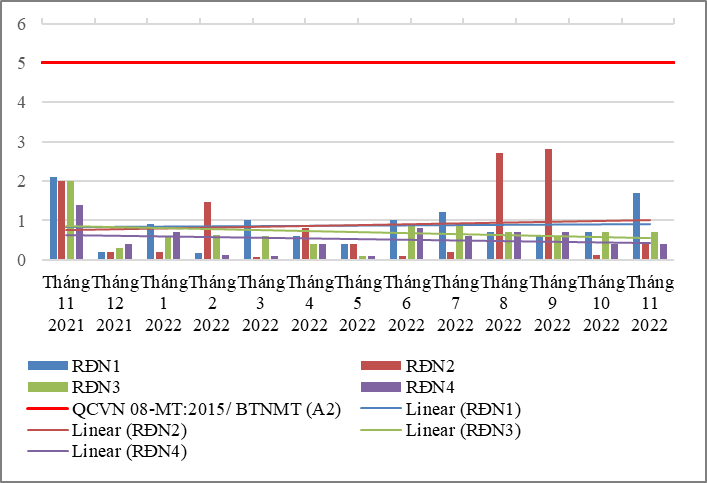 6
5
4
3
2
1
0
Tháng Tháng Tháng Tháng Tháng Tháng Tháng Tháng Tháng Tháng Tháng Tháng Tháng
11 12 1 2 3 4 5 6 7 8 9 10 11
2021 2021 2022 2022 2022 2022 2022 2022 2022 2022 2022 2022 2022
RĐN1 RĐN2
RĐN3 RĐN4
QCVN 08-MT:2015/ BTNMT (A2) Linear (RĐN1)
Linear (RĐN2) Linear (RĐN3)
Linear (RĐN4)